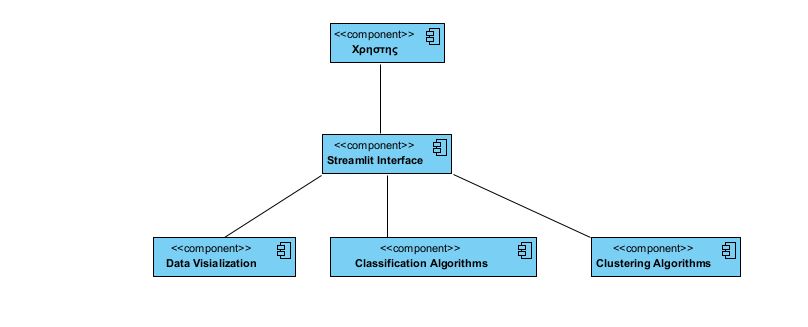 <<component>>
Χρηστης
<<component>>
Streamlit Interface
<<component>>
Data Visialization
<<component>>
Classification Algorithms
<<component>>
Clustering Algorithms